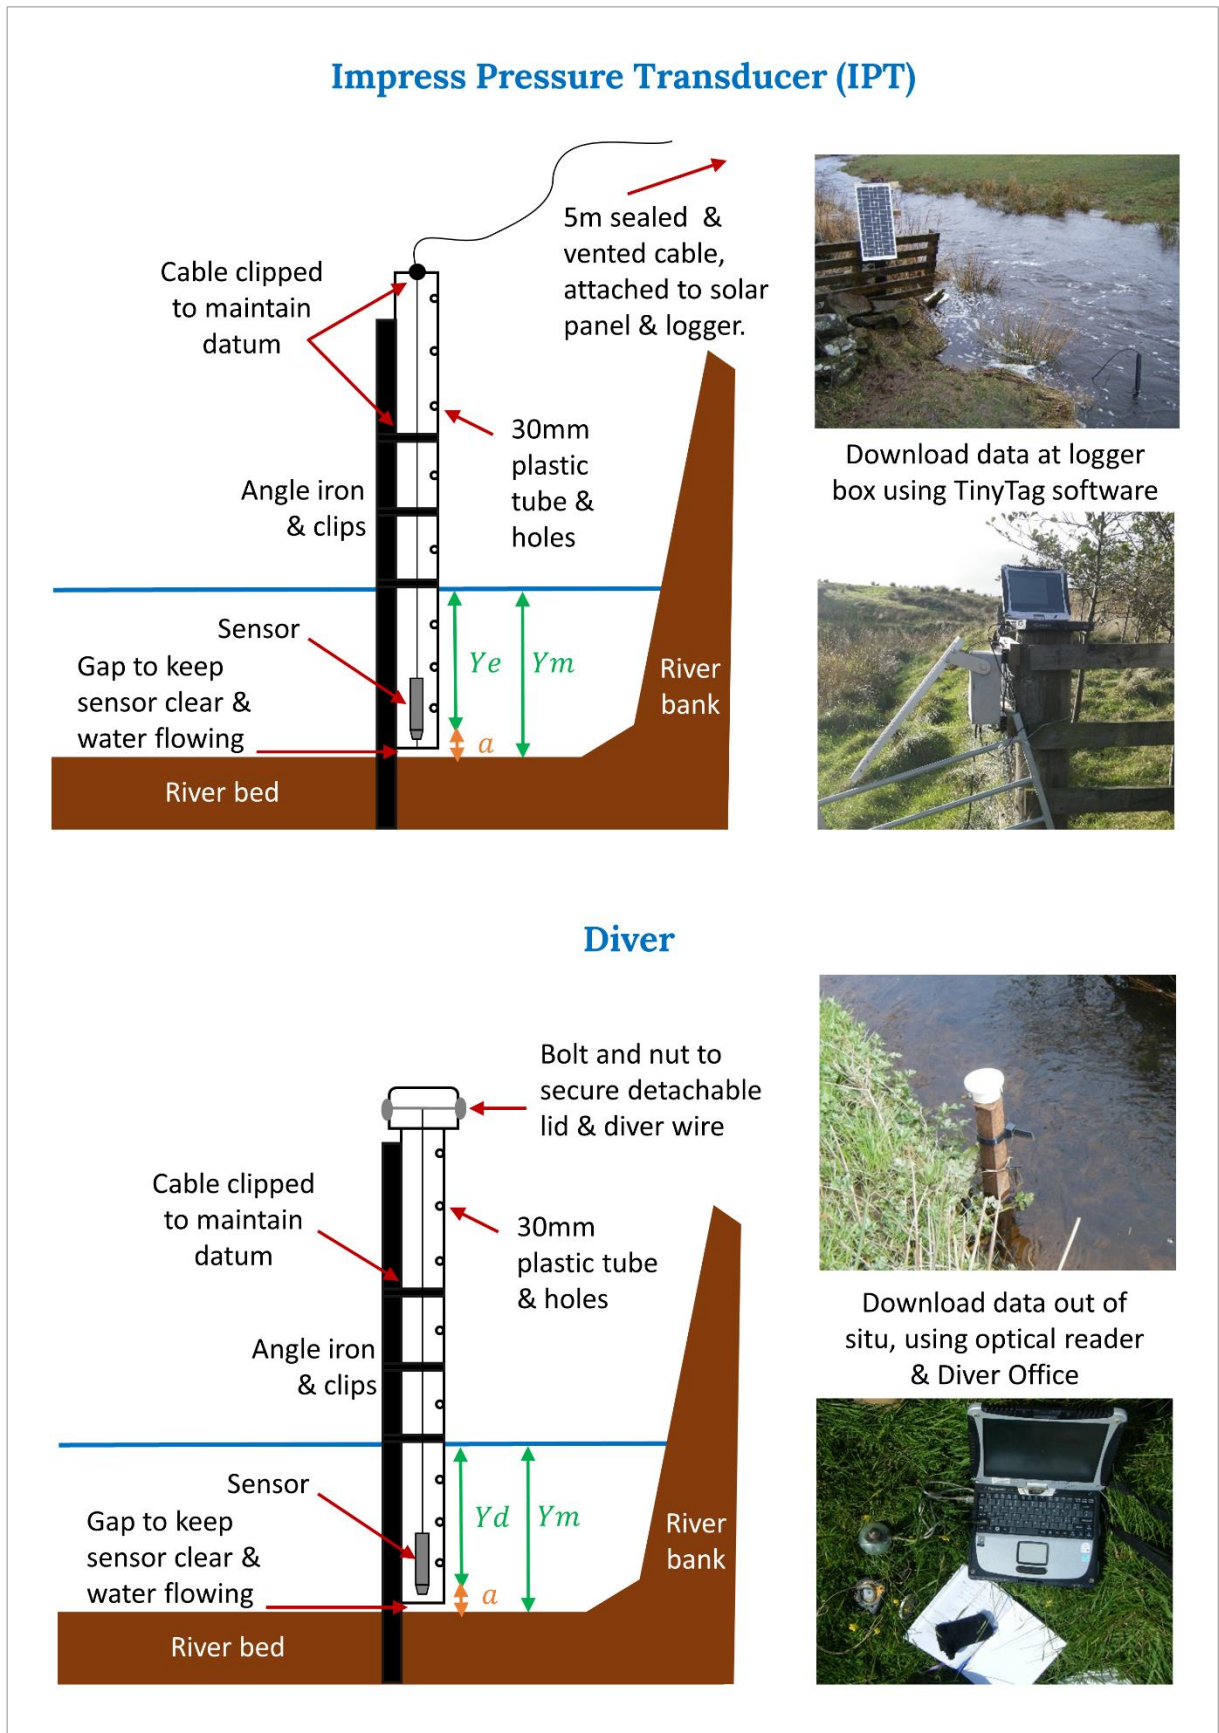 Impress Pressure Transducer (IPT)
5m sealed &
vented cable,
attached to solar
panel & logger.
Cable clipped
to maintain
datum
30mm
plastic
tube &
holes
Angle iron
& clips
Sensor
Gap to keep
sensor clear &
water flowing
Ye
Ym
a
River
bank
River bed
Download data at logger
box using TinyTag software
Diver
Bolt and nut to
secure detachable
lid & diver wire
Cable clipped
to maintain
datum
30mm
plastic tube
& holes
Angle iron
& clips
Sensor
Gap to keep
sensor clear &
water flowing
Yd
Ym
a
River
bank
River bed
Download data out of
situ, using optical reader
& Diver Office